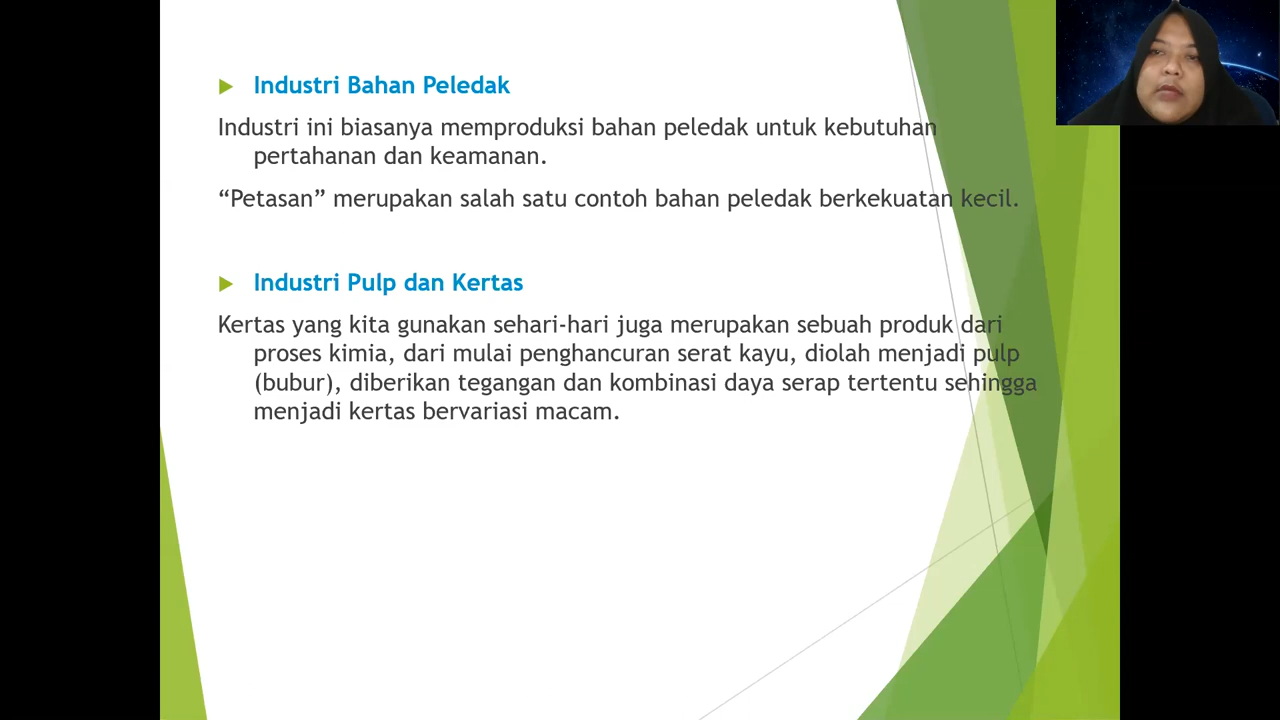 Industri Bahan Peledak
Industri ini biasanya memproduksi bahan peledak untuk kebutuhan
pertahanan dan keamanan.
“Petasan” merupakan salah satu contoh bahan peledak berkekuatan kecil.
Industri Pulp dan Kertas
Kertas yang kita gunakan sehari-hari juga merupakan sebuah produk dari
proses kimia, dari mulai penghancuran serat kayu, diolah menjadi pulp
(bubur), diberikan tegangan dan kombinasi daya serap tertentu sehingga
menjadi kertas bervariasi macam.